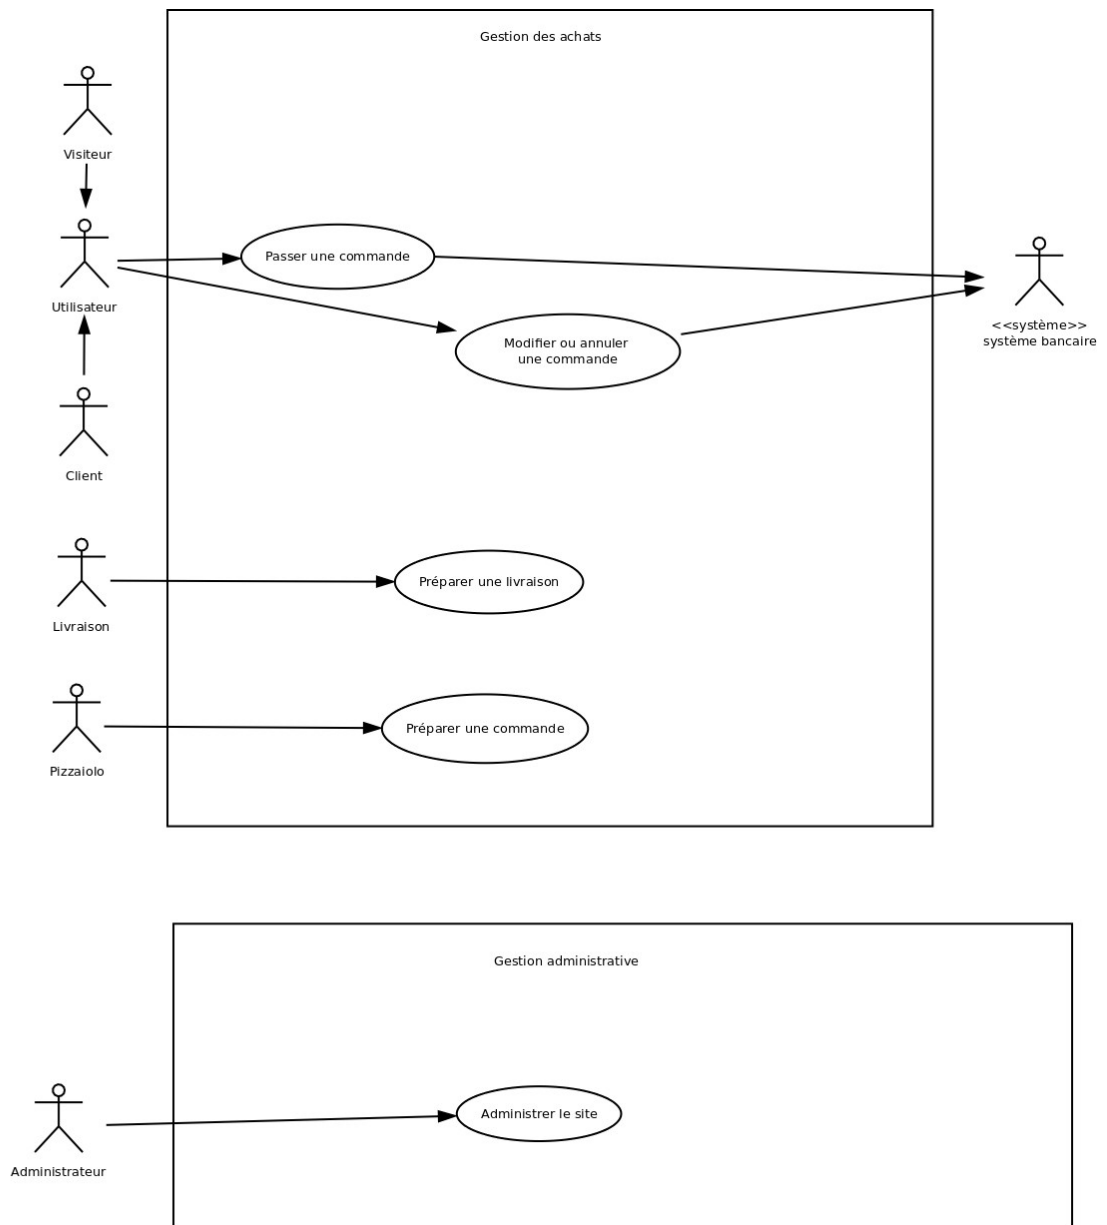 Gestion des achats
Visiteur
Utilisateur
Passer une commande
Modifier ou annuler
une commande
<<système>>
système bancaire
Client
Livraison
Préparer une livraison
Pizzaiolo
Préparer une commande
Gestion administrative
Administrateur
Administrer le site